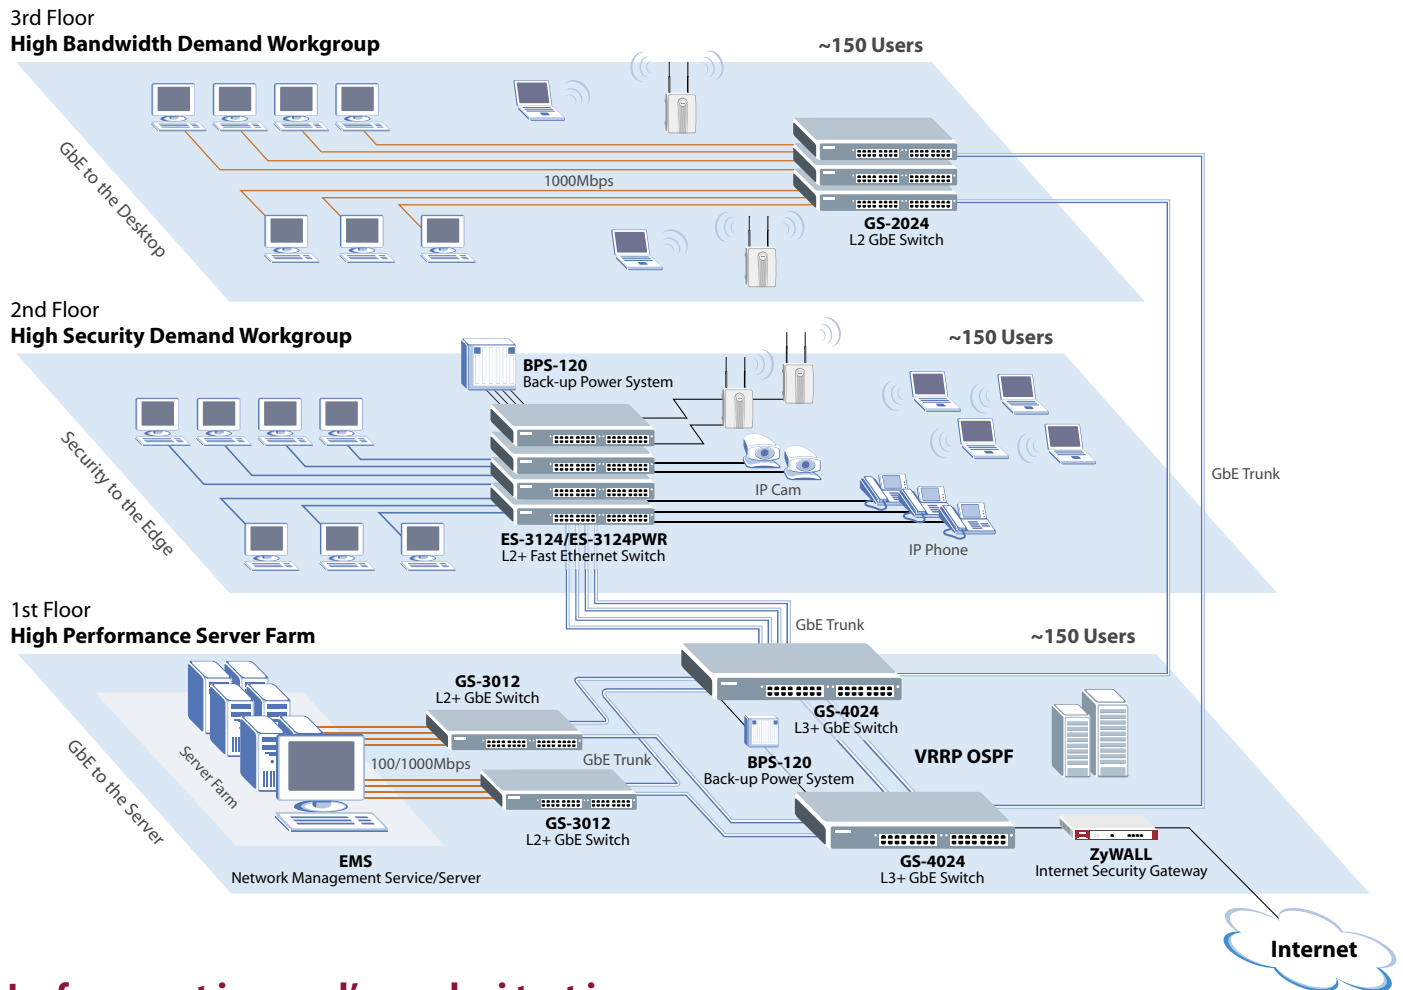 3rd Floor
High Bandwidth Demand Workgroup
~150 Users
GbE to the Desktop
1000Mbps
GS-2024
L2 GbE Switch
2nd Floor
High Security Demand Workgroup
~150 Users
BPS-120
Back-up Power System
Security to the Edge
IP Cam
IP Phone
GbE Trunk
ES-3124/ES-3124PWR
L2+ Fast Ethernet Switch
1st Floor
High Performance Server Farm
GbE Trunk
~150 Users
GS-3012
L2+ GbE Switch
GS-4024
L3+ GbE Switch
GbE to the Server
Server Farm
100/1000Mbps
GbE Trunk
BPS-120
Back-up Power System
VRRP OSPF
GS-3012
L2+ GbE Switch
EMS
Network Management Service/Server
GS-4024
L3+ GbE Switch
ZyWALL
Internet Security Gateway
Internet